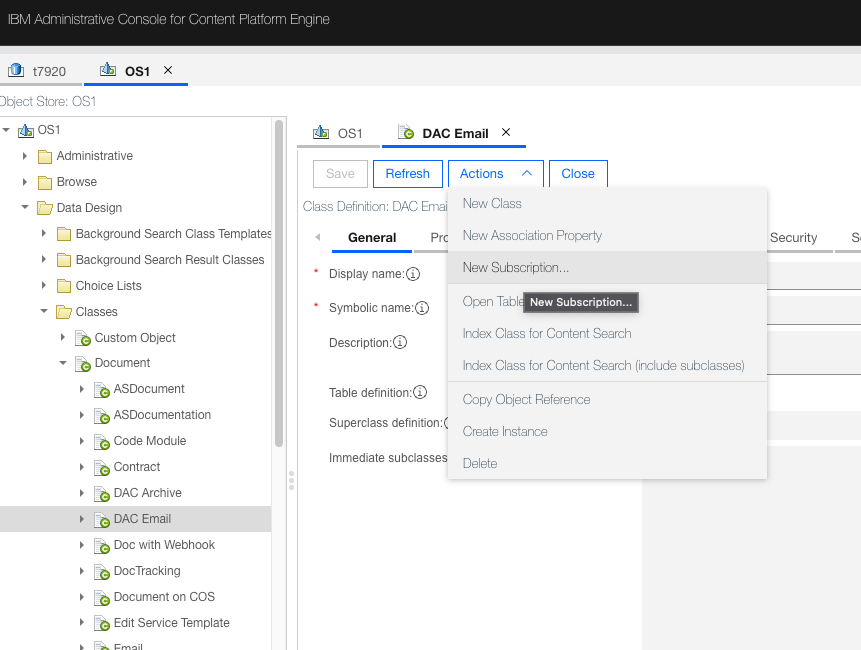 IBM Administrative Console for Content Platform Engine
t7920
OS1
Object Store: OS1
OS1
Administrative
Browse
Data Design
Background Search Class Templates
Background Search Result Classes
Choice Lists
Classes
Custom Object
Document
ASDocument
ASDocumentation
Code Module
Contract
DAC Archive
DAC Email
Doc with Webhook
DocTracking
Document on COS
Edit Service Template
Email
OS1
DAC Email
Save
Refresh
Actions
Close
Class Definition: DAC Email
General
Pro
Security
S
Display name:
Symbolic name:
Description:
Table definition:
Superclass definition:
Immediate subclasses
New Class
New Association Property
New Subscription...
Open Table
New Subscription...
Index Class for Content Search
Index Class for Content Search (include subclasses)
Copy Object Reference
Create Instance
Delete